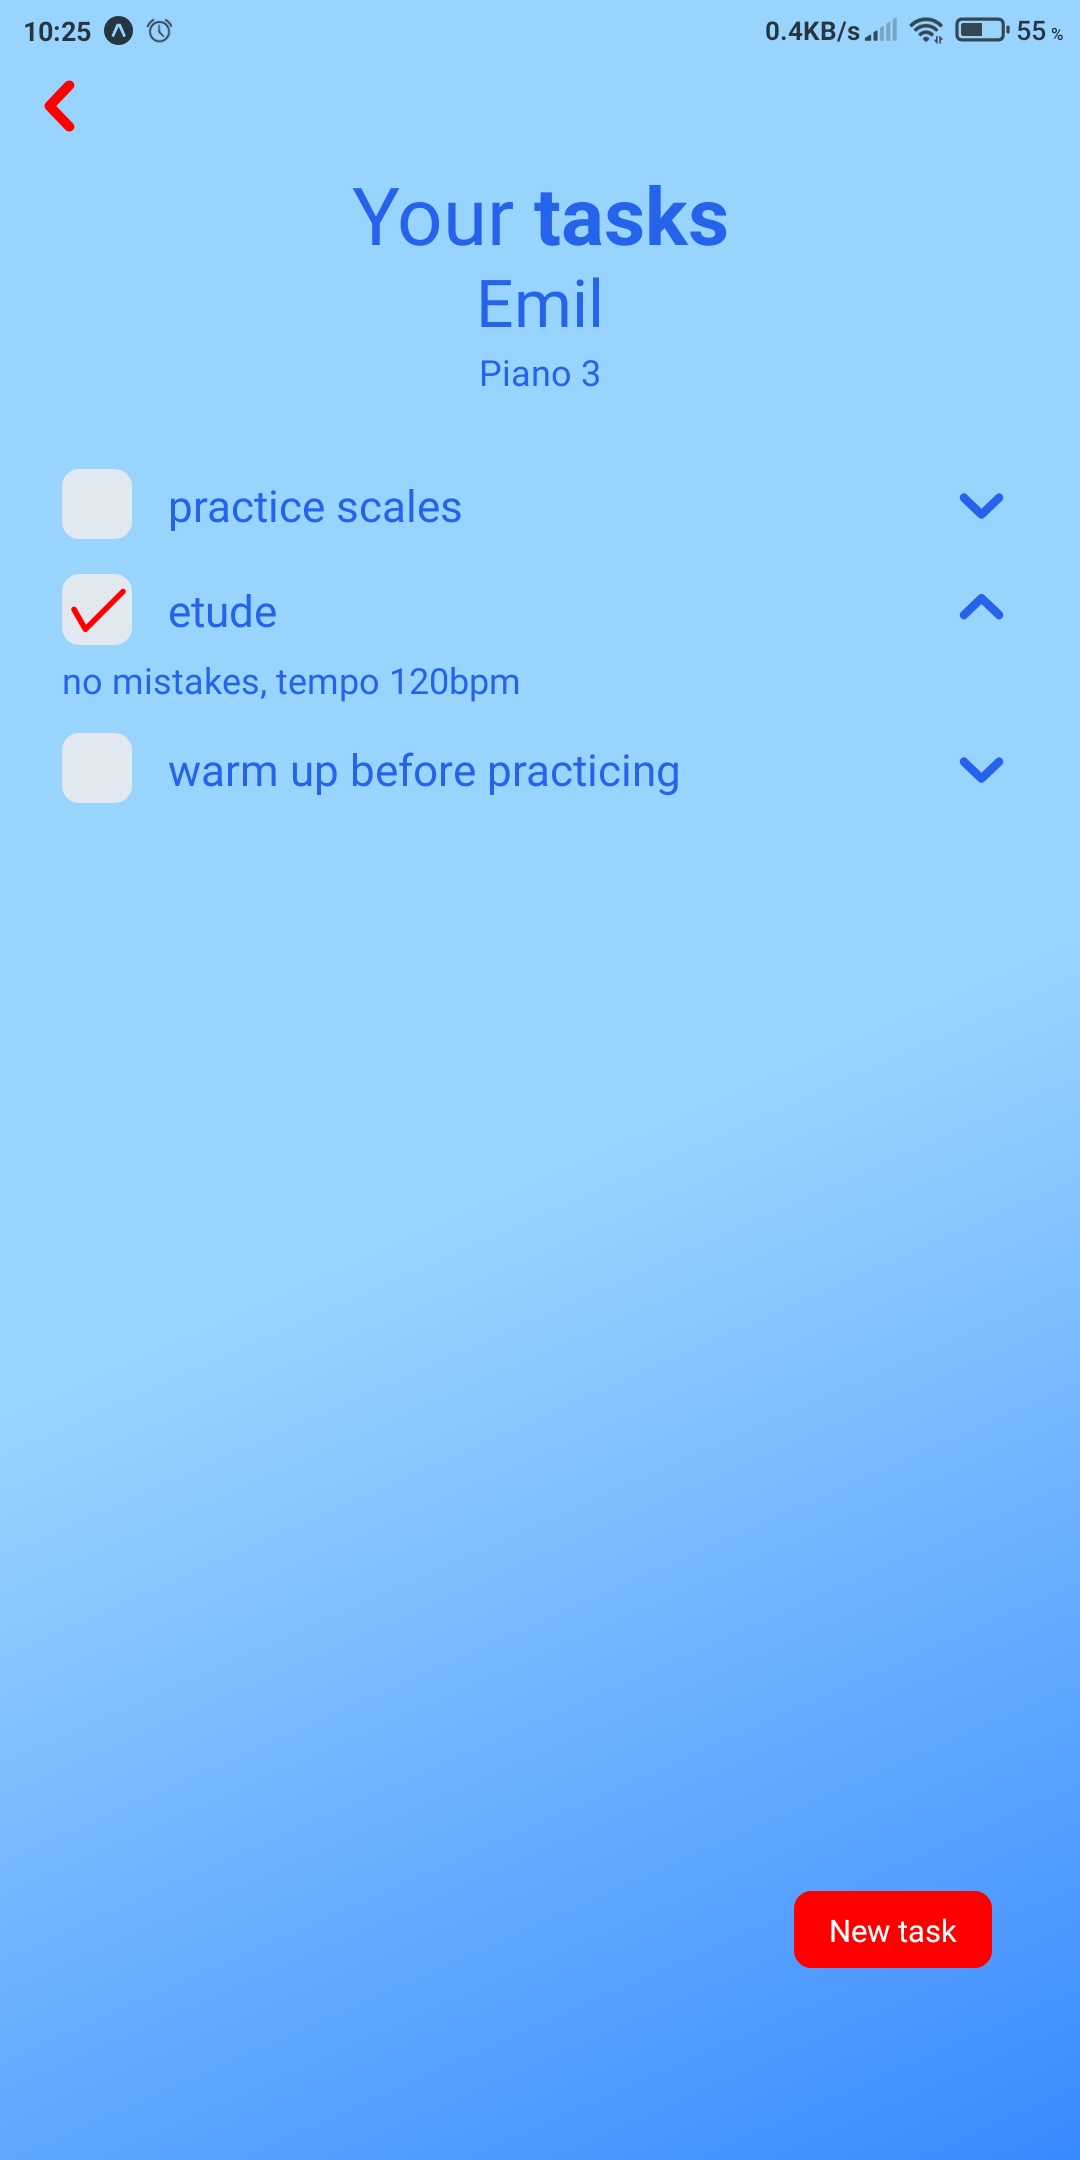 10:25 0.4KB/s 55 %
Your tasks
Emil
Piano 3
practice scales
etude
no mistakes, tempo 120bpm
warm up before practicing
New task